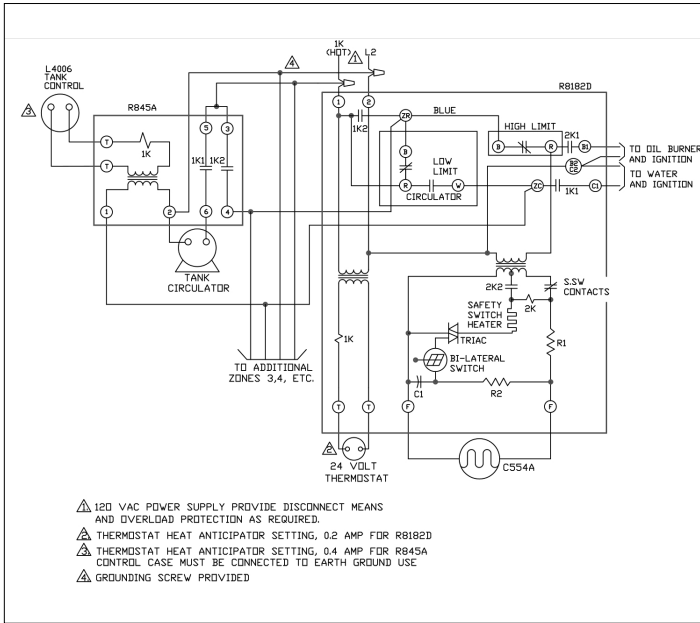 1K
(HOT) L2
4
1
L4006
TANK
CONTROL
3
R845A
R8182D
1
2
T
5
3
1K
1K1 1K2
T
1
2
6
4
TANK
CIRCULATOR
1K2
ZR
BLUE
HIGH LIMIT
B
R
2K1
B1
TO OIL BURNER
AND IGNITION
B2
C2
TO WATER
AND IGNITION
B
LOW
LIMIT
R
W
CIRCULATOR
ZC
1K1
C1
TO ADDITIONAL
ZONES 3,4, ETC.
1K
2K2
S.SW
CONTACTS
2K
SAFETY
SWITCH
HEATER
TRIAC
R1
BI-LATERAL
SWITCH
C1
R2
T
T
F
F
2
24 VOLT
THERMOSTAT
C554A
1 120 VAC POWER SUPPLY PROVIDE DISCONNECT MEANS
AND OVERLOAD PROTECTION AS REQUIRED.
2 THERMOSTAT HEAT ANTICIPATOR SETTING, 0.2 AMP FOR R8182D
3 THERMOSTAT HEAT ANTICIPATOR SETTING, 0.4 AMP FOR R845A
CONTROL CASE MUST BE CONNECTED TO EARTH GROUND USE
4 GROUNDING SCREW PROVIDED